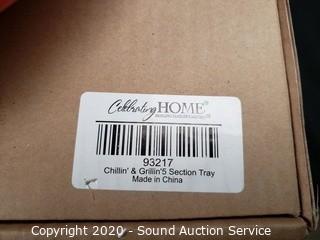 Celebrating HOME
93217
Chillin' & Grillin'5 Section Tray
Made in China
Copyright 2020 - Sound Auction Service